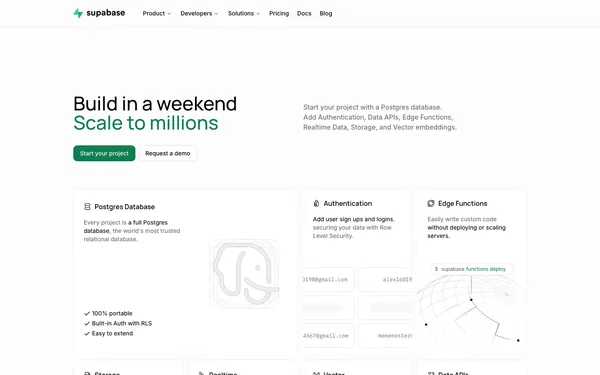 supabase
Product
Developers
Solutions
Pricing
Docs
Blog
Build in a weekend
Scale to millions
Start your project
Request a demo
Start your project with a Postgres database.
Add Authentication, Data APIs, Edge Functions,
Realtime Data, Storage, and Vector embeddings.
Postgres Database
Every project is a full Postgres
database, the world's most trusted
relational database.
100% portable
Built-in Auth with RLS
Easy to extend
Authentication
Add user sign ups and logins,
securing your data with Row
Level Security.
Edge Functions
Easily write custom code
without deploying or scaling
servers.
$ supabase functions deploy